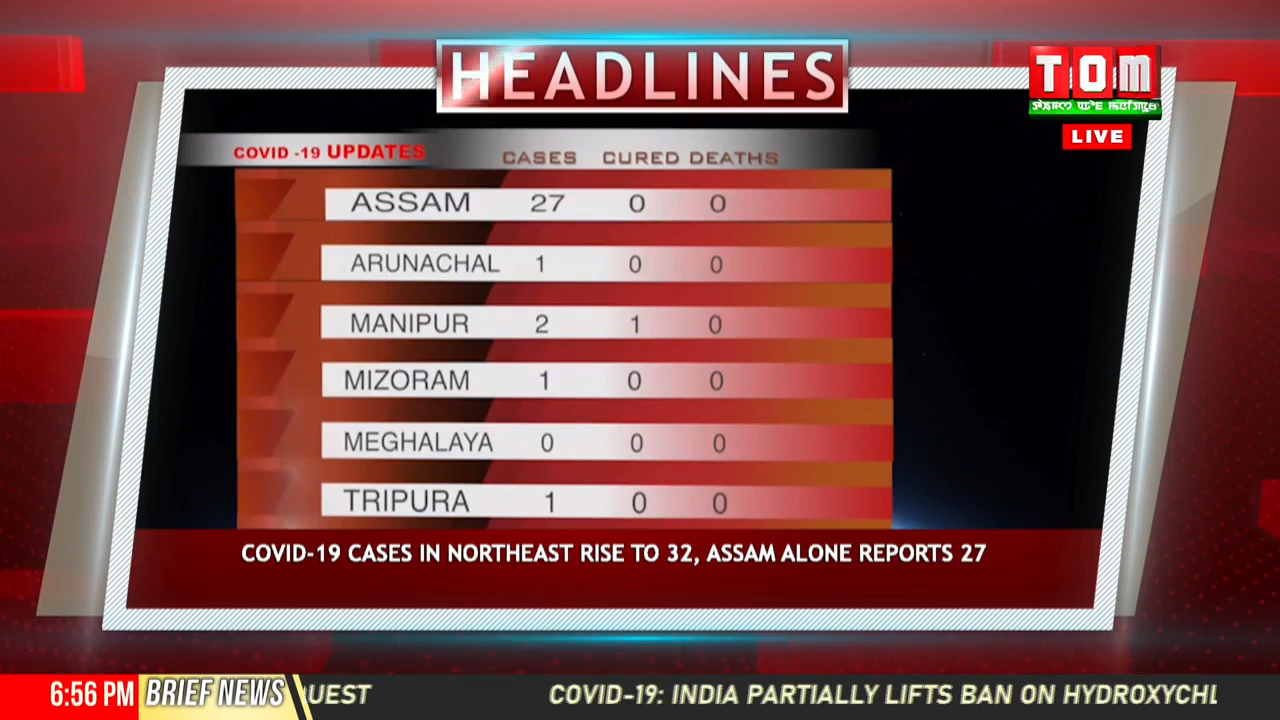 HEADLINES
TOM
LIVE
COVID -19 UPDATES CASES CURED DEATHS
ASSAM 27 0 0
ARUNACHAL 1 0 0
MANIPUR 2 1 0
MIZORAM 1 0 0
MEGHALAYA 0 0 0
TRIPURA 1 0 0
COVID-19 CASES IN NORTHEAST RISE TO 32, ASSAM ALONE REPORTS 27
6:56 PM BRIEF NEWS UEST COVID-19: INDIA PARTIALLY LIFTS BAN ON HYDROXYCHL